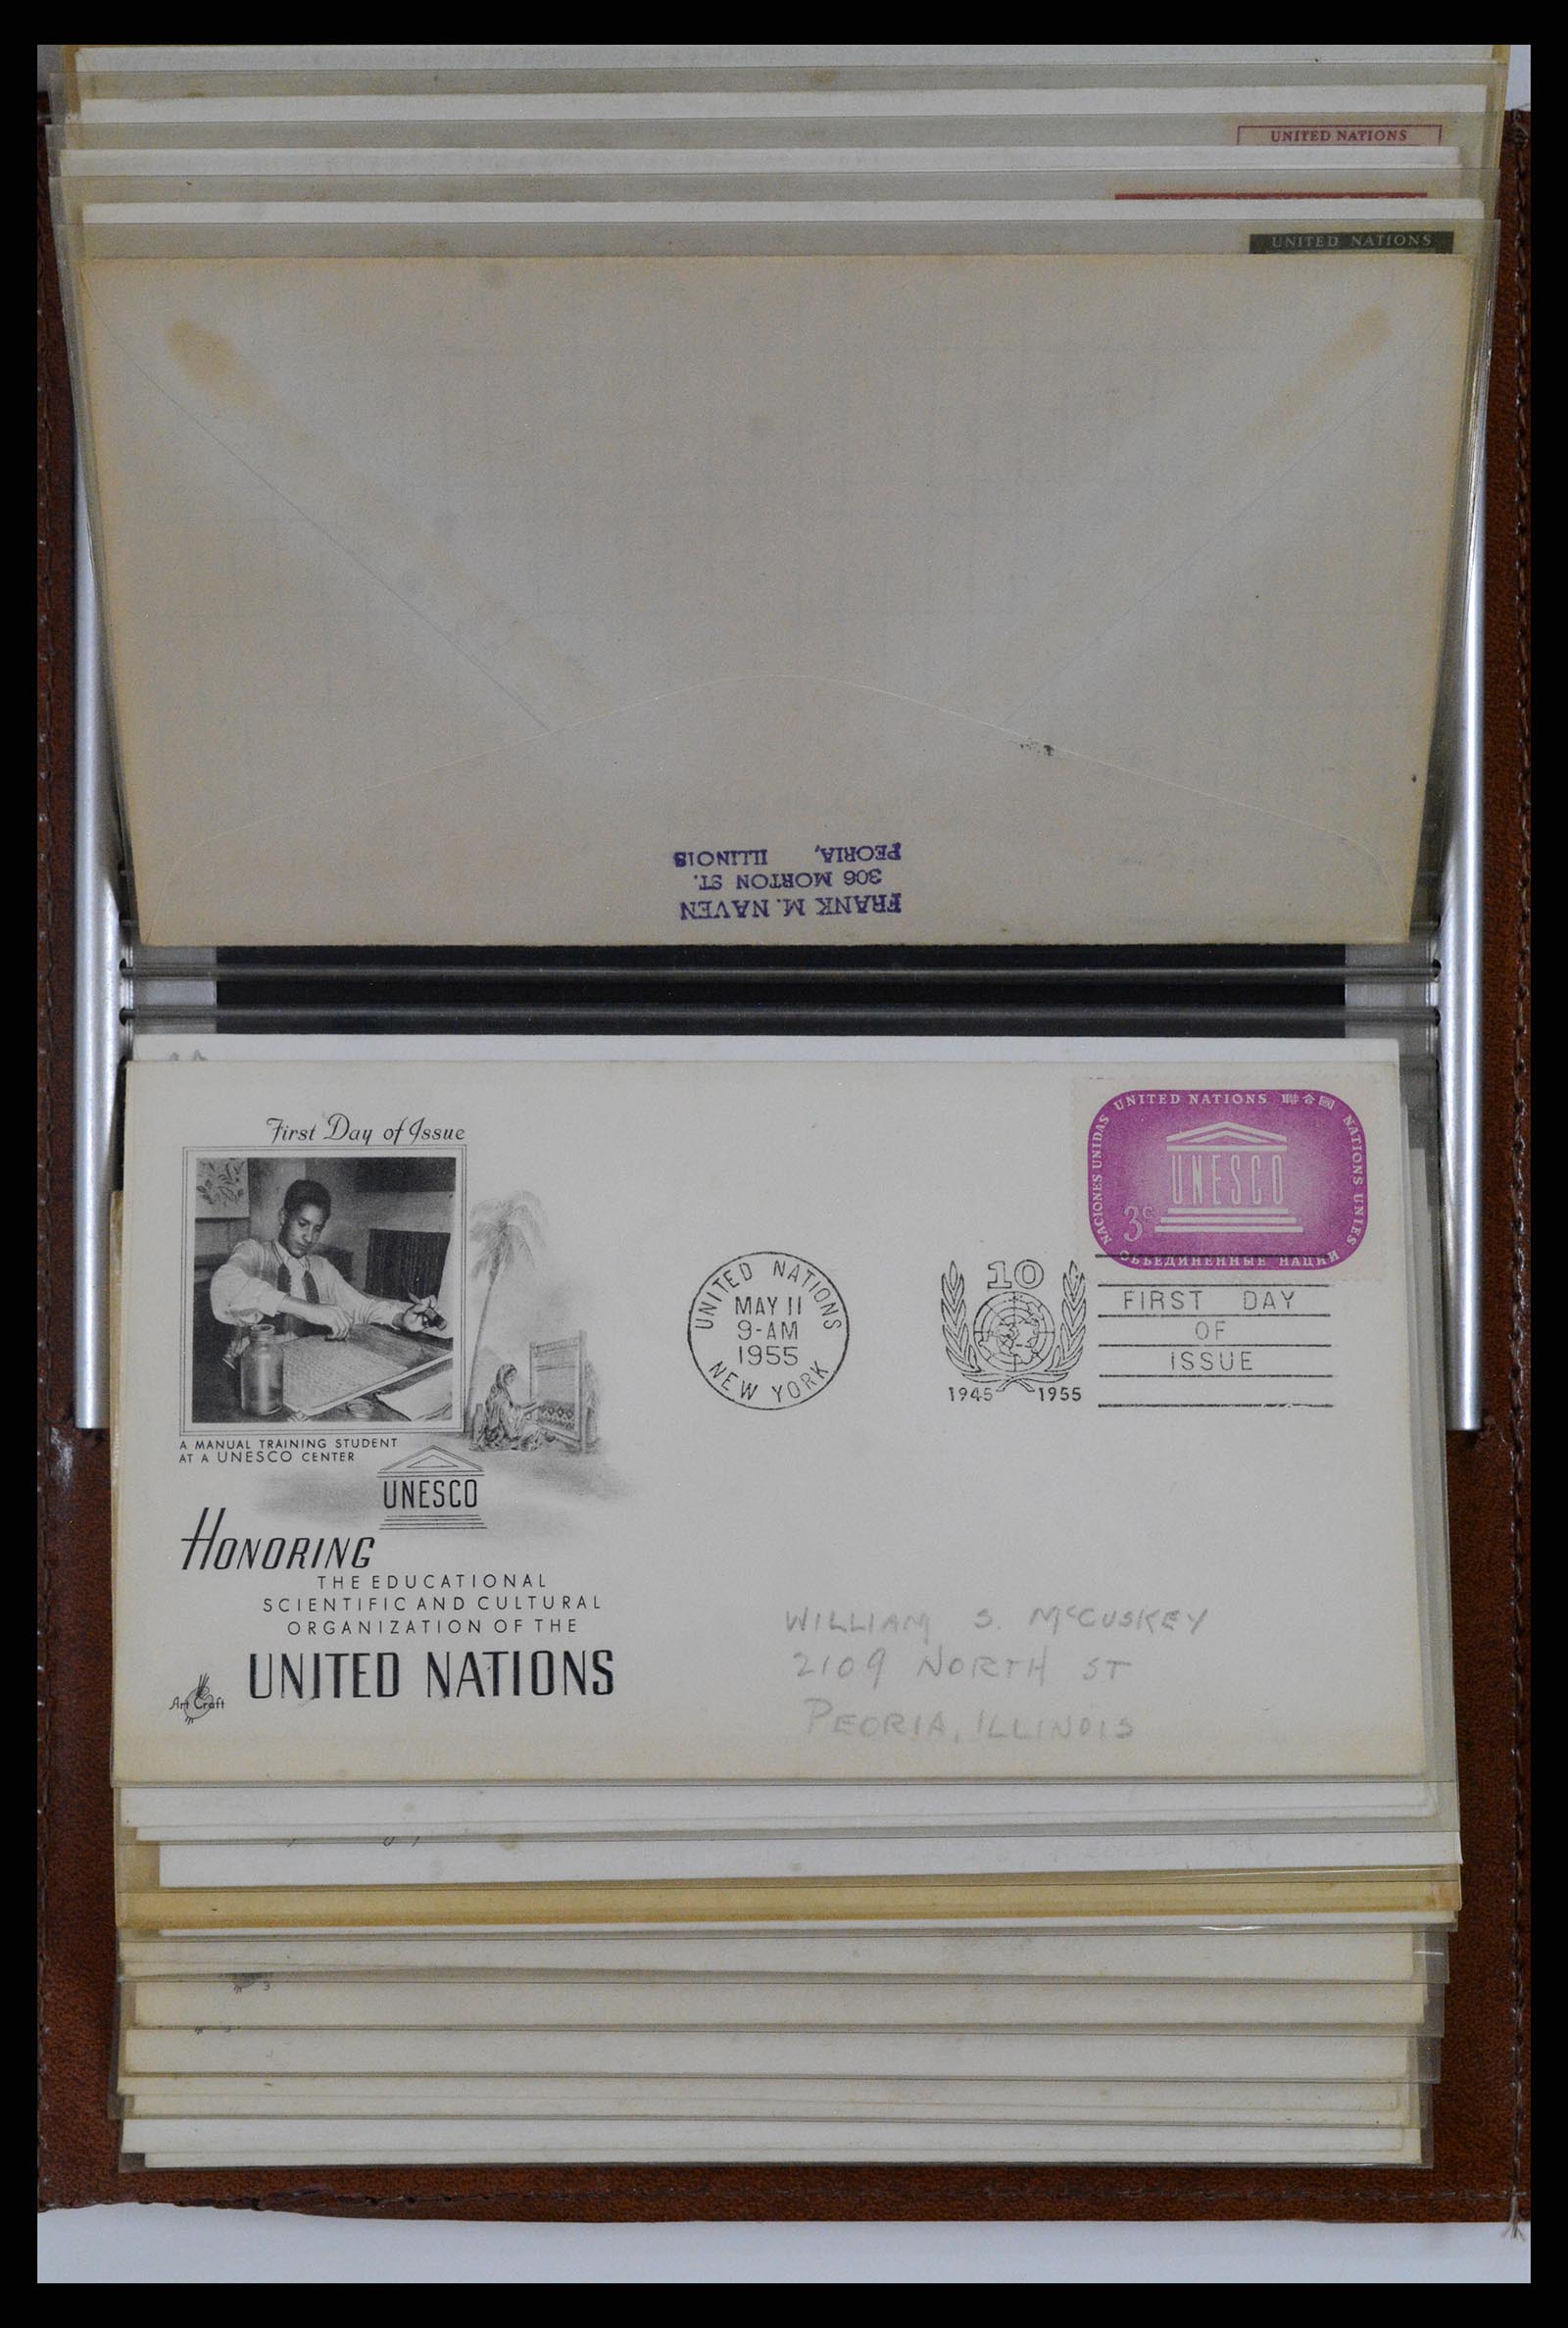 UNITED NATIONS
UNITED NATIONS
FRANK M. NAVEN
306 MORTON ST.
PEORIA, ILLINOIS
First Day of Issue
A MANUAL TRAINING STUDENT
AT A UNESCO CENTER
UNESCO
HONORING
THE EDUCATIONAL
SCIENTIFIC AND CULTURAL
ORGANIZATION OF THE
UNITED NATIONS
Art Craft
UNITED NATIONS
MAY 11
9-AM
1955
NEW YORK
10
1945 1955
FIRST DAY
OF
ISSUE
UNITED NATIONS 聯合國
NATIONS UNIES
NACIONES UNIDAS
ОБЪЕДИНЕННЫЕ НАЦИИ
UNESCO
3c
WILLIAM S. McCUSKEY
2109 NORTH ST
PEORIA, ILLINOIS